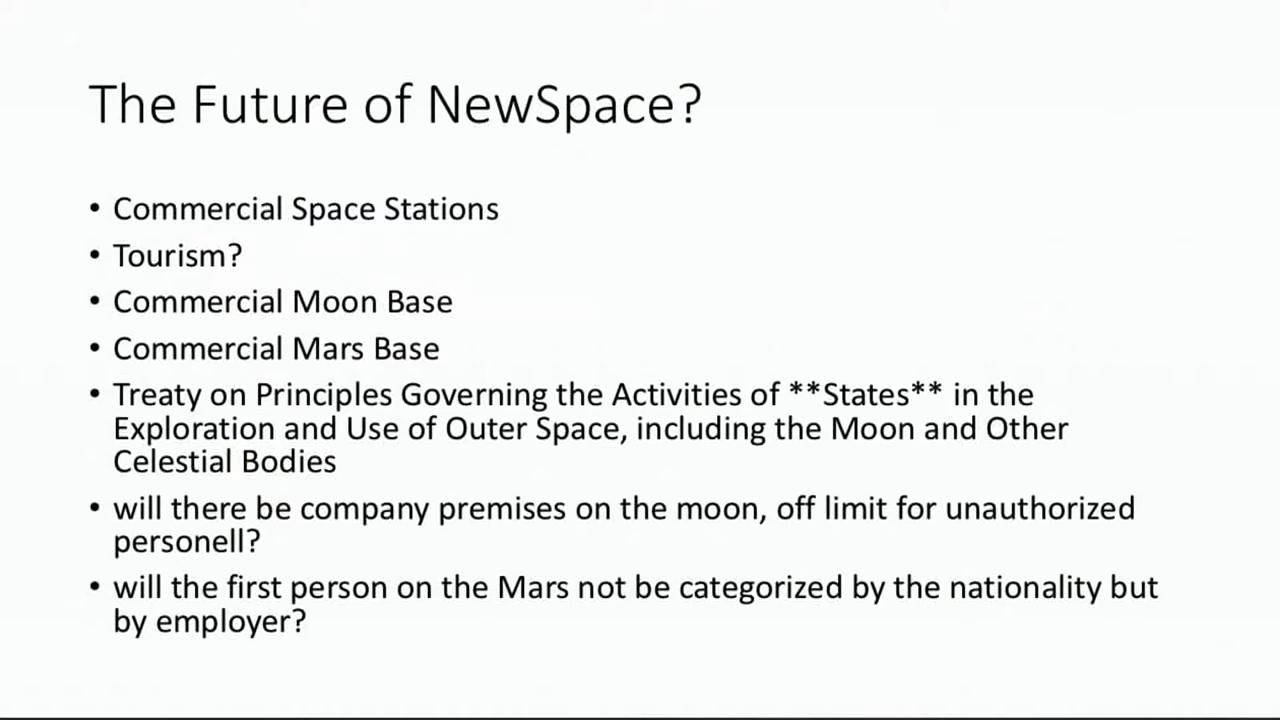 The Future of NewSpace?
• Commercial Space Stations
• Tourism?
• Commercial Moon Base
• Commercial Mars Base
• Treaty on Principles Governing the Activities of **States** in the
Exploration and Use of Outer Space, including the Moon and Other
Celestial Bodies
• will there be company premises on the moon, off limit for unauthorized
personell?
• will the first person on the Mars not be categorized by the nationality but
by employer?